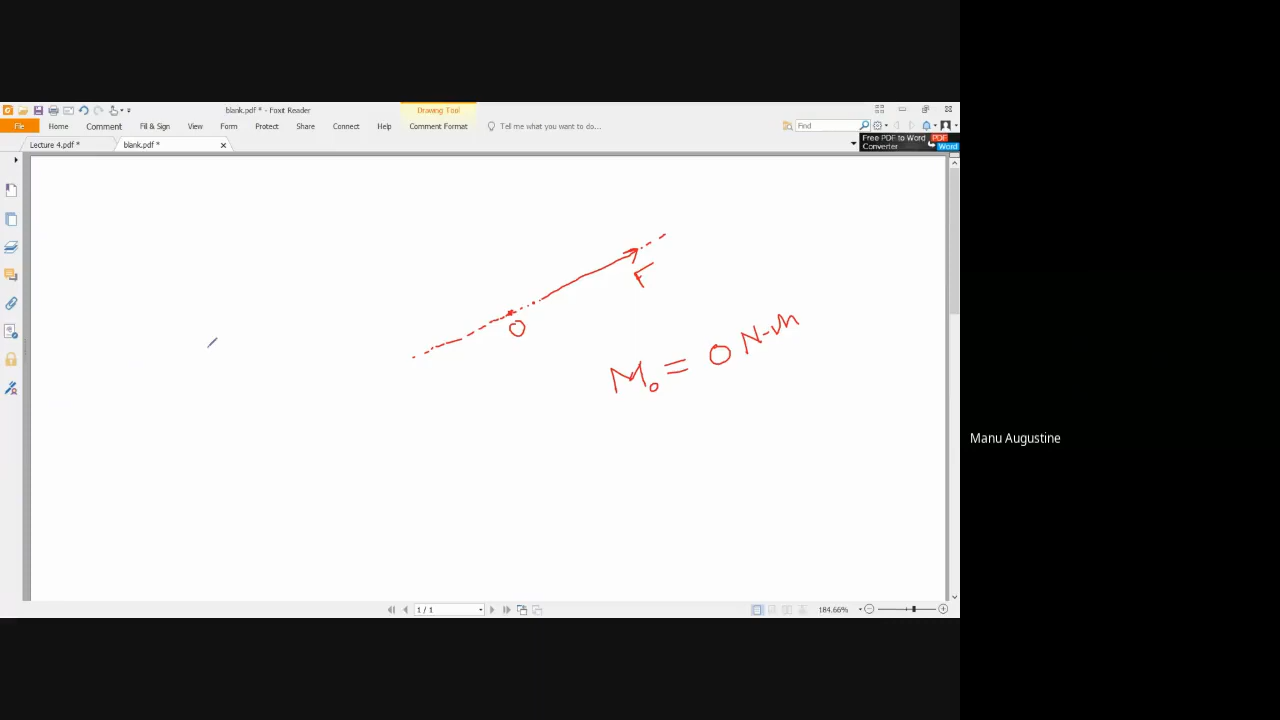 blank.pdf * - Foxit Reader
Drawing Tool
File Home Comment Fill & Sign View Form Protect Share Connect Help Comment Format Tell me what you want to do... Find
Lecture 4.pdf * blank.pdf *
Free PDF to Word Converter PDF Word
F
O
M₀ = 0 N-m
Manu Augustine
1 / 1 184.66%